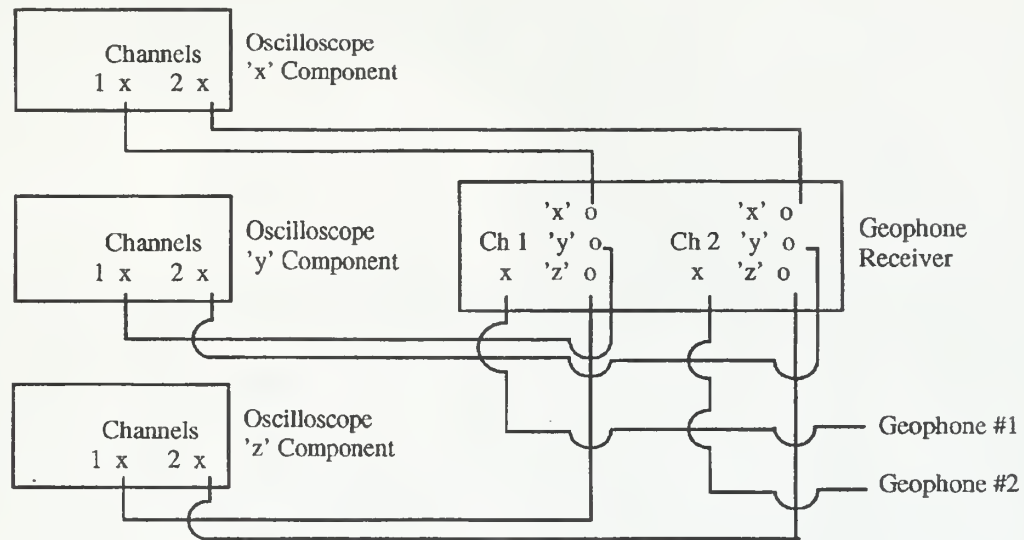 Channels
1 x 2 x
Oscilloscope
'x' Component
Channels
1 x 2 x
Oscilloscope
'y' Component
'x' o 'x' o
Ch 1 'y' o Ch 2 'y' o
x 'z' o x 'z' o
Geophone
Receiver
Channels
1 x 2 x
Oscilloscope
'z' Component
Geophone #1
Geophone #2